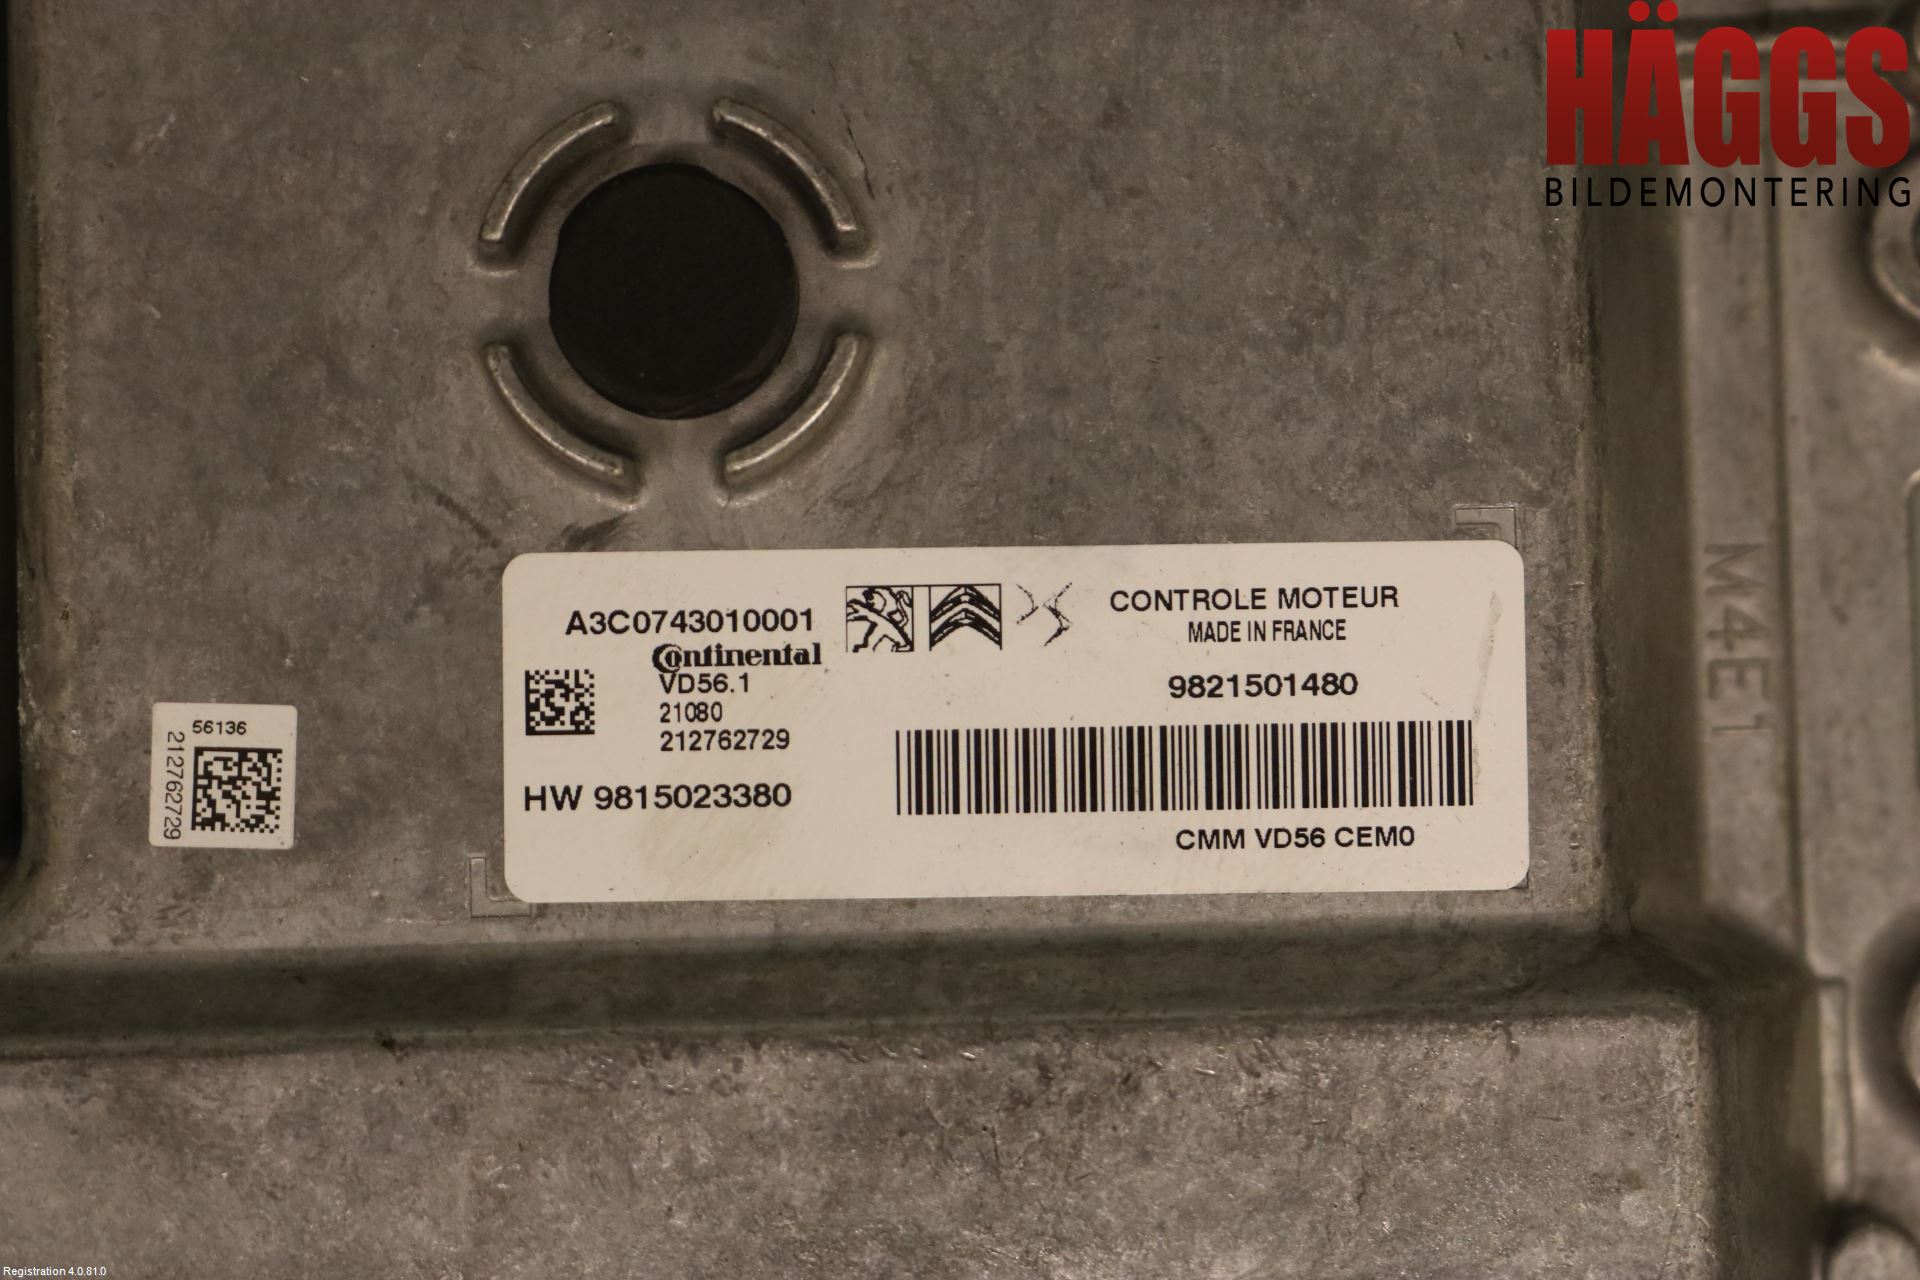 HÄGGS
BILDEMONTERING
A3C0743010001
Continental
VD56.1
21080
212762729
HW 9815023380
CONTROLE MOTEUR
MADE IN FRANCE
9821501480
CMM VD56 CEM0
56136
212762729
M4E1
Registration 4.0.81.0